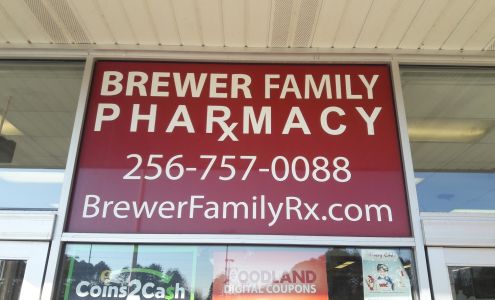 BREWER FAMILY
PHARMACY
256-757-0088
BrewerFamilyRx.com
Coins2Cash
FOODLAND
DIGITAL COUPONS